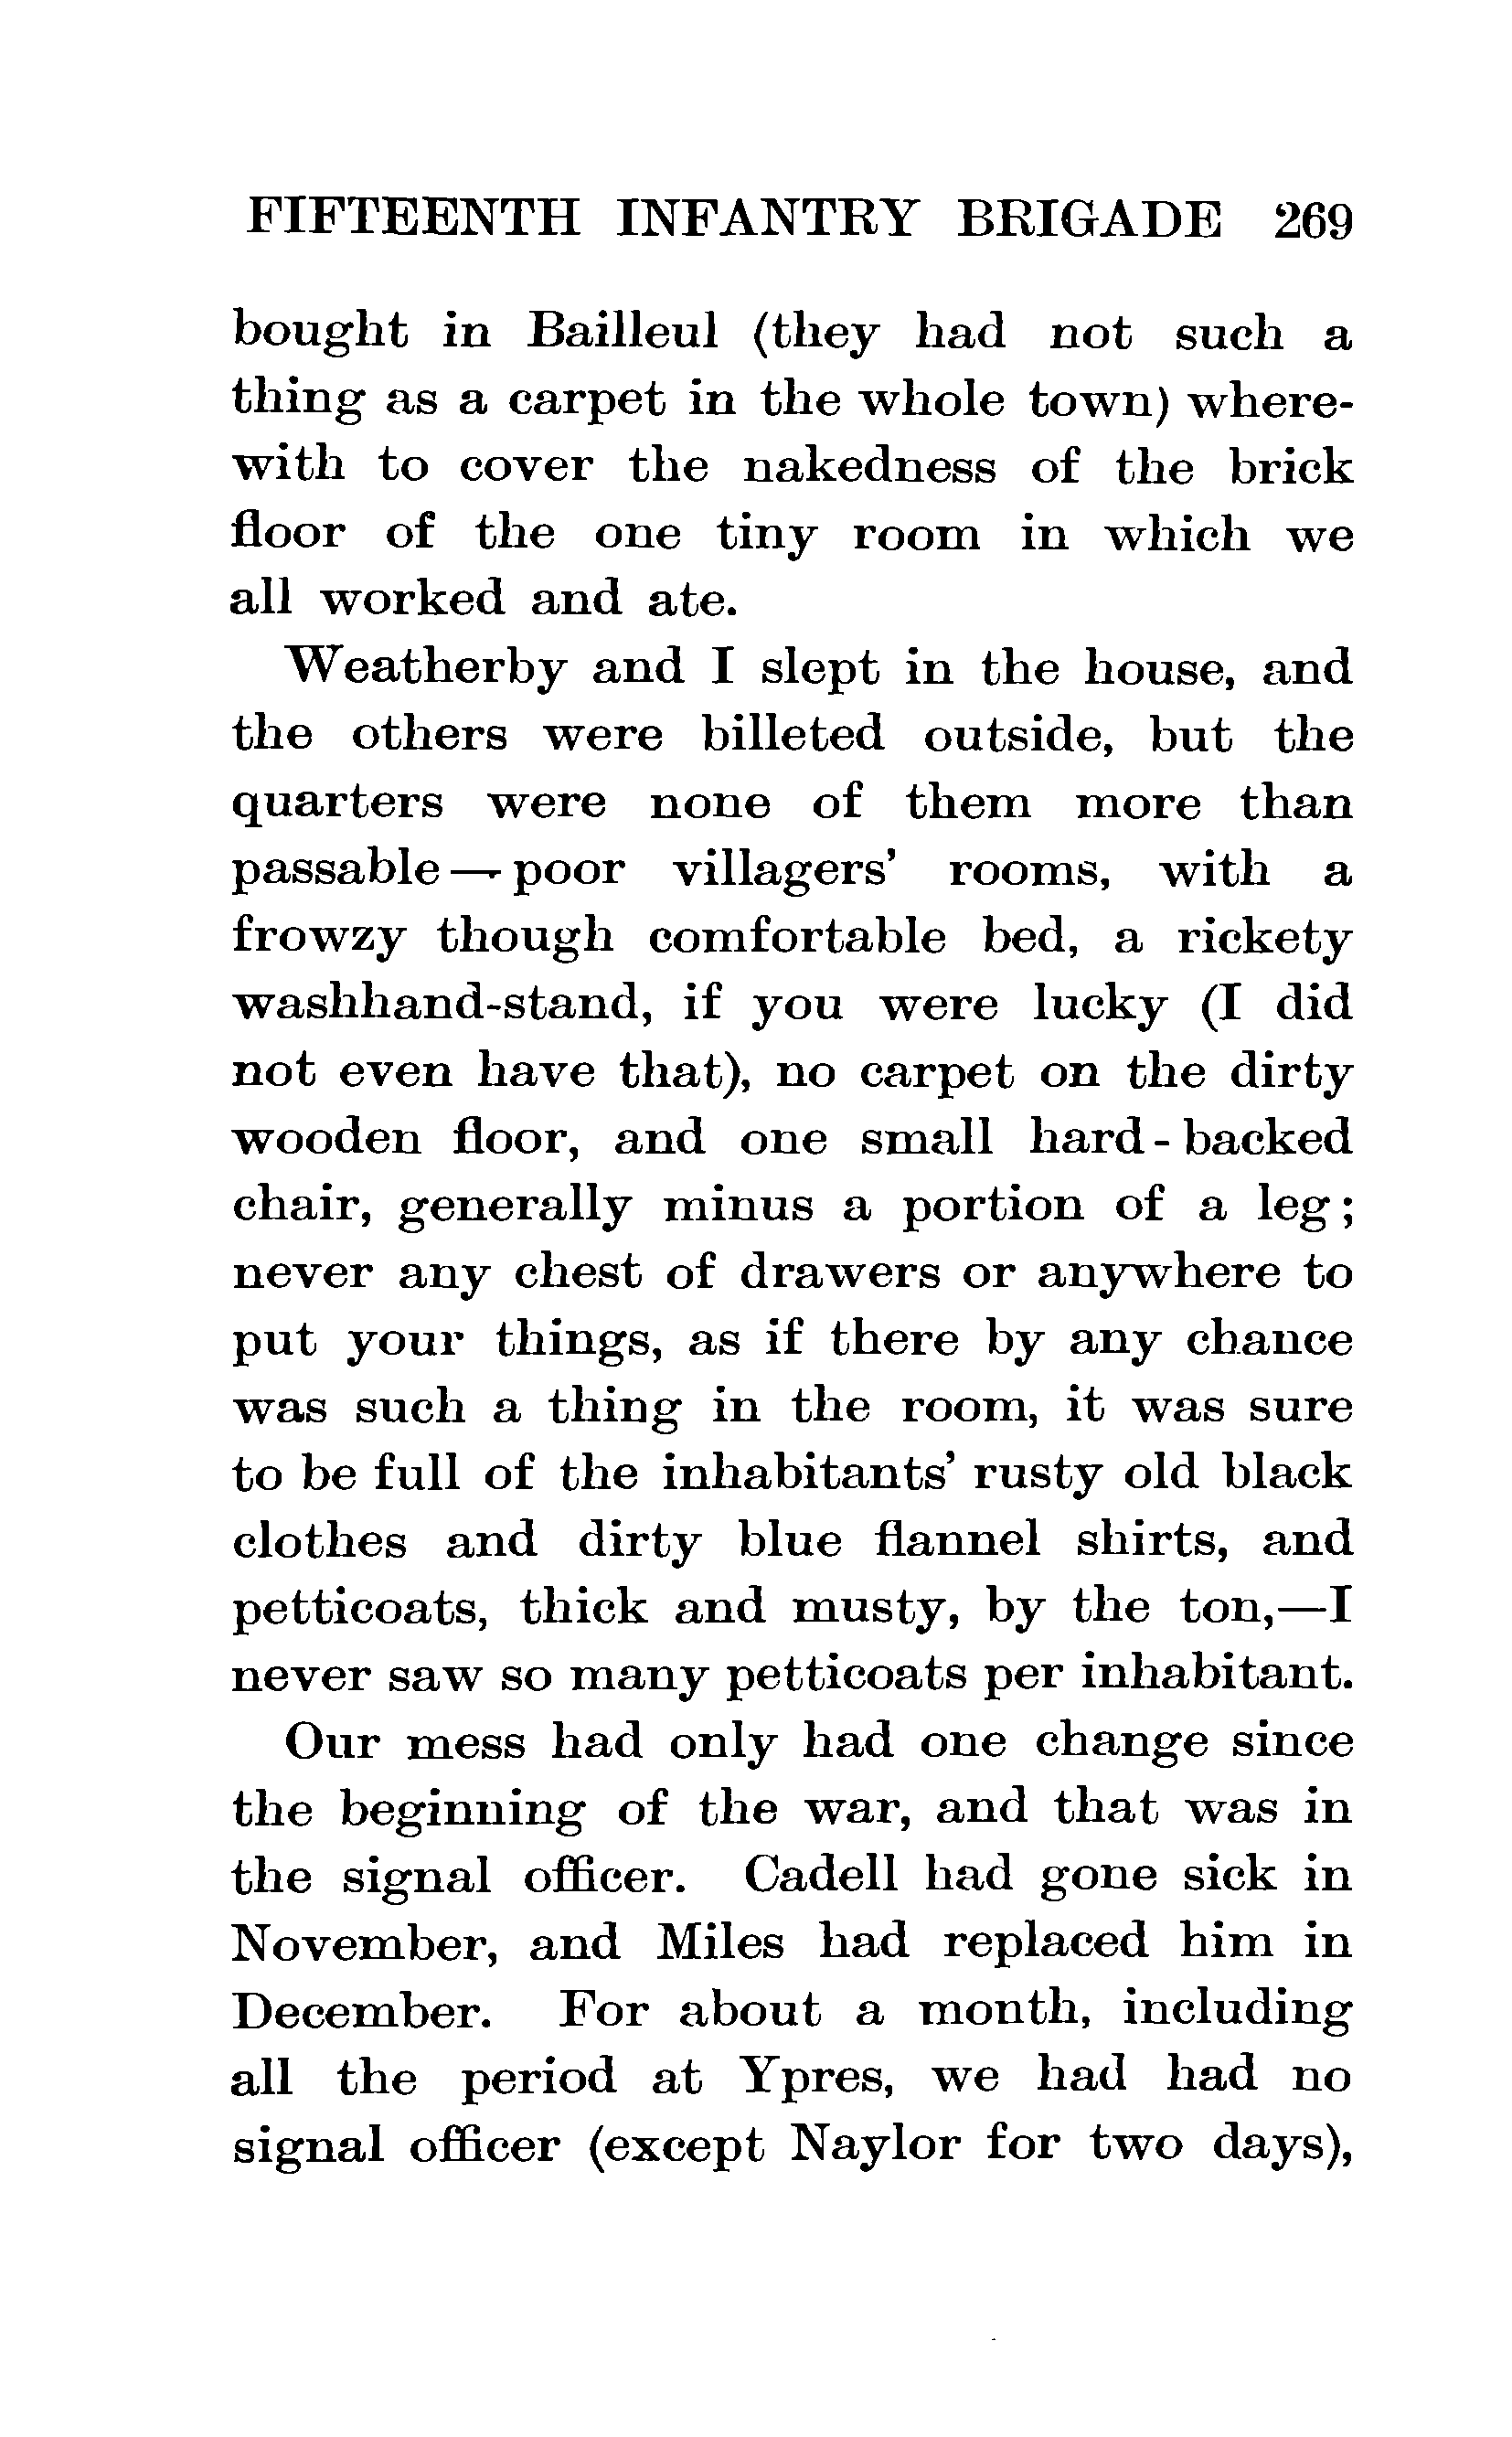 FIFTEENTH INFANTRY BRIGADE 269
bought in Bailleul (they had not such a
thing as a carpet in the whole town) where-
with to cover the nakedness of the brick
floor of the one tiny room in which we
all worked and ate.
Weatherby and I slept in the house, and
the others were billeted outside, but the
quarters were none of them more than
passable — poor villagers' rooms, with a
frowzy though comfortable bed, a rickety
washhand-stand, if you were lucky (I did
not even have that), no carpet on the dirty
wooden floor, and one small hard-backed
chair, generally minus a portion of a leg;
never any chest of drawers or anywhere to
put your things, as if there by any chance
was such a thing in the room, it was sure
to be full of the inhabitants' rusty old black
clothes and dirty blue flannel shirts, and
petticoats, thick and musty, by the ton,—I
never saw so many petticoats per inhabitant.
Our mess had only had one change since
the beginning of the war, and that was in
the signal officer. Cadell had gone sick in
November, and Miles had replaced him in
December. For about a month, including
all the period at Ypres, we had had no
signal officer (except Naylor for two days),